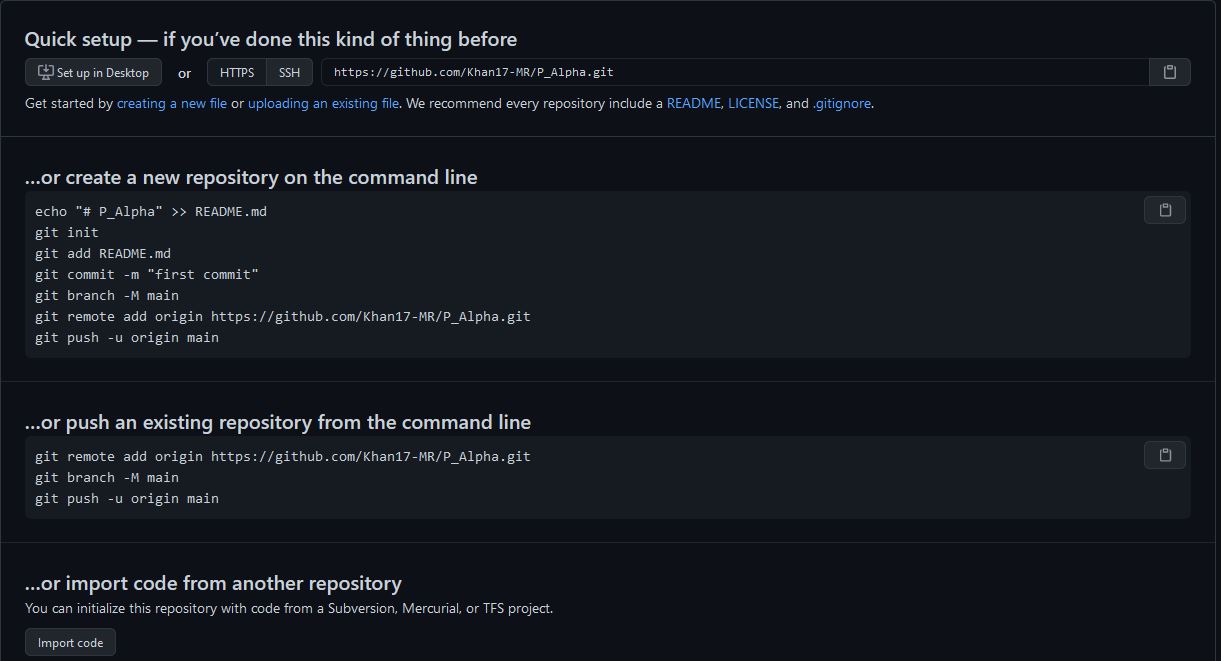 Quick setup — if you’ve done this kind of thing before
Set up in Desktop or HTTPS SSH https://github.com/Khan17-MR/P_Alpha.git
Get started by creating a new file or uploading an existing file. We recommend every repository include a README, LICENSE, and .gitignore.
…or create a new repository on the command line
echo "# P_Alpha" >> README.md
git init
git add README.md
git commit -m "first commit"
git branch -M main
git remote add origin https://github.com/Khan17-MR/P_Alpha.git
git push -u origin main
…or push an existing repository from the command line
git remote add origin https://github.com/Khan17-MR/P_Alpha.git
git branch -M main
git push -u origin main
…or import code from another repository
You can initialize this repository with code from a Subversion, Mercurial, or TFS project.
Import code